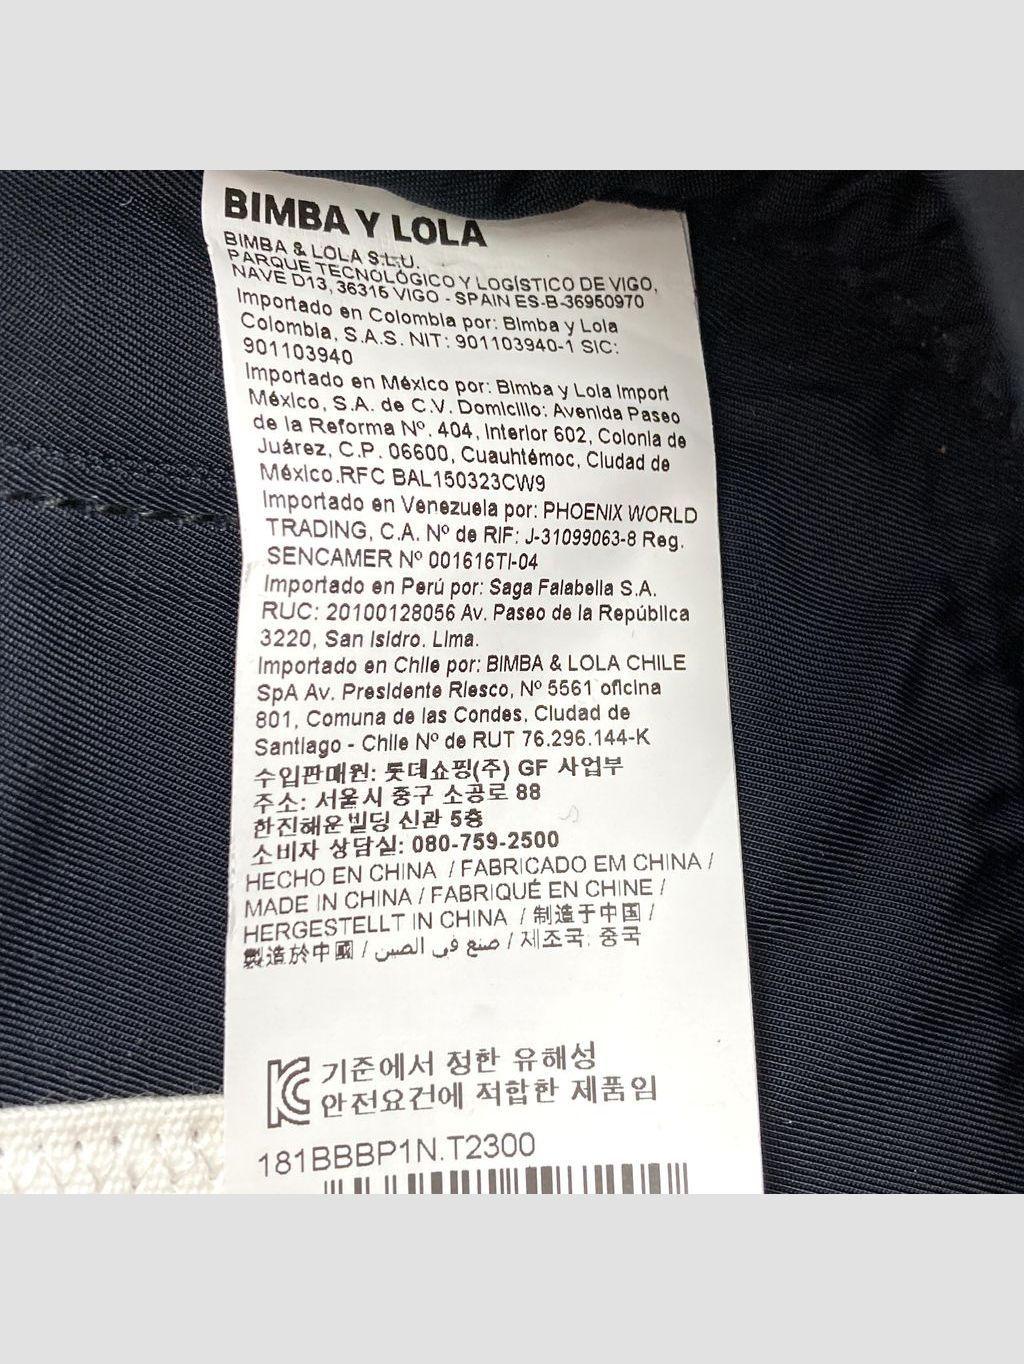 BIMBA Y LOLA
BIMBA & LOLA S.L.U.
PARQUE TECNOLÓGICO Y LOGÍSTICO DE VIGO,
NAVE D13, 36315 VIGO - SPAIN ES-B-36950970
Importado en Colombia por: Bimba y Lola
Colombia, S.A.S. NIT: 901103940-1 SIC:
901103940
Importado en México por: Bimba y Lola Import
México, S.A. de C.V. Domicilio: Avenida Paseo
de la Reforma Nº. 404, Interior 602, Colonia de
Juárez, C.P. 06600, Cuauhtémoc, Ciudad de
México.RFC BAL150323CW9
Importado en Venezuela por: PHOENIX WORLD
TRADING, C.A. Nº de RIF: J-31099063-8 Reg.
SENCAMER Nº 001616TI-04
Importado en Perú por: Saga Falabella S.A.
RUC: 20100128056 Av. Paseo de la República
3220, San Isidro. Lima.
Importado en Chile por: BIMBA & LOLA CHILE
SpA Av. Presidente Riesco, Nº 5561 oficina
801, Comuna de las Condes, Ciudad de
Santiago - Chile Nº de RUT 76.296.144-K
수입판매원: 롯데쇼핑(주) GF 사업부
주소: 서울시 중구 소공로 88
한진해운빌딩 신관 5층
소비자 상담실: 080-759-2500
HECHO EN CHINA / FABRICADO EM CHINA /
MADE IN CHINA / FABRIQUÉ EN CHINE /
HERGESTELLT IN CHINA / 制造于中国 /
製造於中國 / صنع في الصين / 제조국: 중국
KC 기준에서 정한 유해성
안전요건에 적합한 제품임
181BBBP1N.T2300